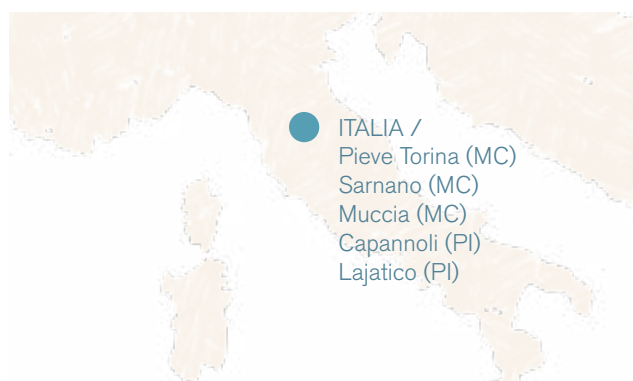 ITALIA /
Pieve Torina (MC)
Sarnano (MC)
Muccia (MC)
Capannoli (PI)
Lajatico (PI)